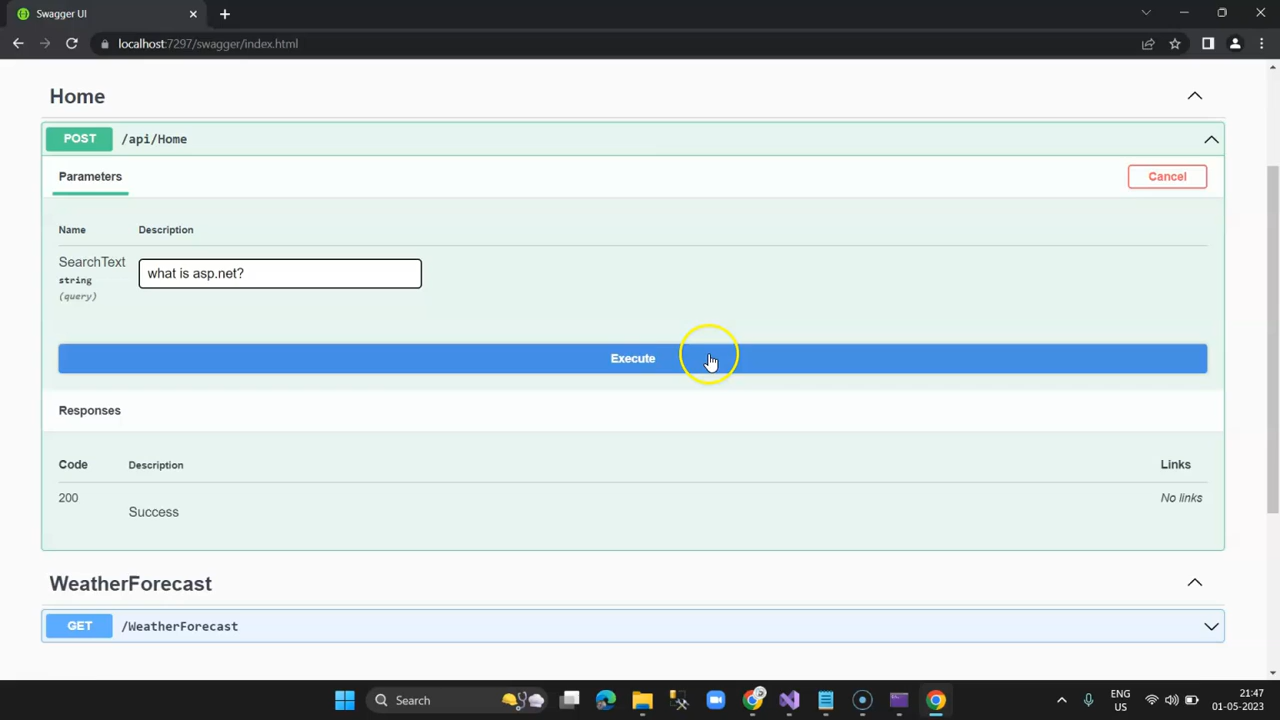 Swagger UI
localhost:7297/swagger/index.html
Home
POST /api/Home
Parameters
Cancel
Name Description
SearchText
string
(query)
what is asp.net?
Execute
Responses
Code Description Links
200 No links
Success
WeatherForecast
GET /WeatherForecast
Search
ENG
US
21:47
01-05-2023